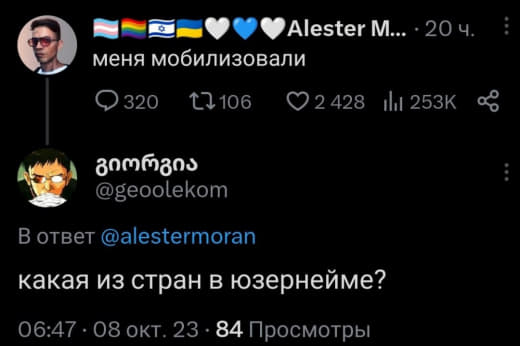 🏳️‍⚧️🏳️‍🌈🇮🇱🇺🇦🤍💙🤍Alester M... · 20 ч.
меня мобилизовали
320 106 2 428 253K
გიორგია
@geoolekom
В ответ @alestermoran
какая из стран в юзернейме?
06:47 · 08 окт. 23 · 84 Просмотры